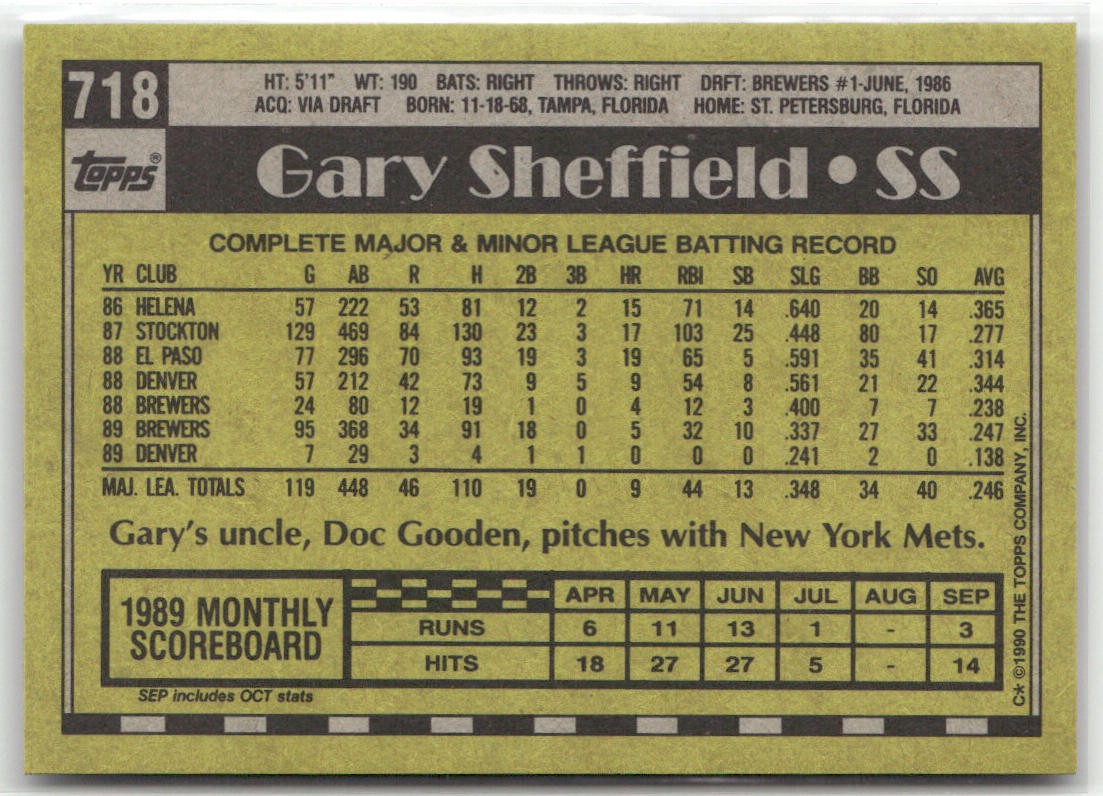 718
HT: 5'11" WT: 190 BATS: RIGHT THROWS: RIGHT DRFT: BREWERS #1-JUNE, 1986
ACQ: VIA DRAFT BORN: 11-18-68, TAMPA, FLORIDA HOME: ST. PETERSBURG, FLORIDA
Topps®
Gary Sheffield • SS
COMPLETE MAJOR & MINOR LEAGUE BATTING RECORD
YR CLUB G AB R H 2B 3B HR RBI SB SLG BB SO AVG
86 HELENA 57 222 53 81 12 2 15 71 14 .640 20 14 .365
87 STOCKTON 129 469 84 130 23 3 17 103 25 .448 80 17 .277
88 EL PASO 77 296 70 93 19 3 19 65 5 .591 35 41 .314
88 DENVER 57 212 42 73 9 5 9 54 8 .561 21 22 .344
88 BREWERS 24 80 12 19 1 0 4 12 3 .400 7 7 .238
89 BREWERS 95 368 34 91 18 0 5 32 10 .337 27 33 .247
89 DENVER 7 29 3 4 1 1 0 0 0 .241 2 0 .138
MAJ. LEA. TOTALS 119 448 46 110 19 0 9 44 13 .348 34 40 .246
Gary's uncle, Doc Gooden, pitches with New York Mets.
1989 MONTHLY
SCOREBOARD
APR MAY JUN JUL AUG SEP
RUNS 6 11 13 1 - 3
HITS 18 27 27 5 - 14
SEP includes OCT stats
C* ©1990 THE TOPPS COMPANY, INC.